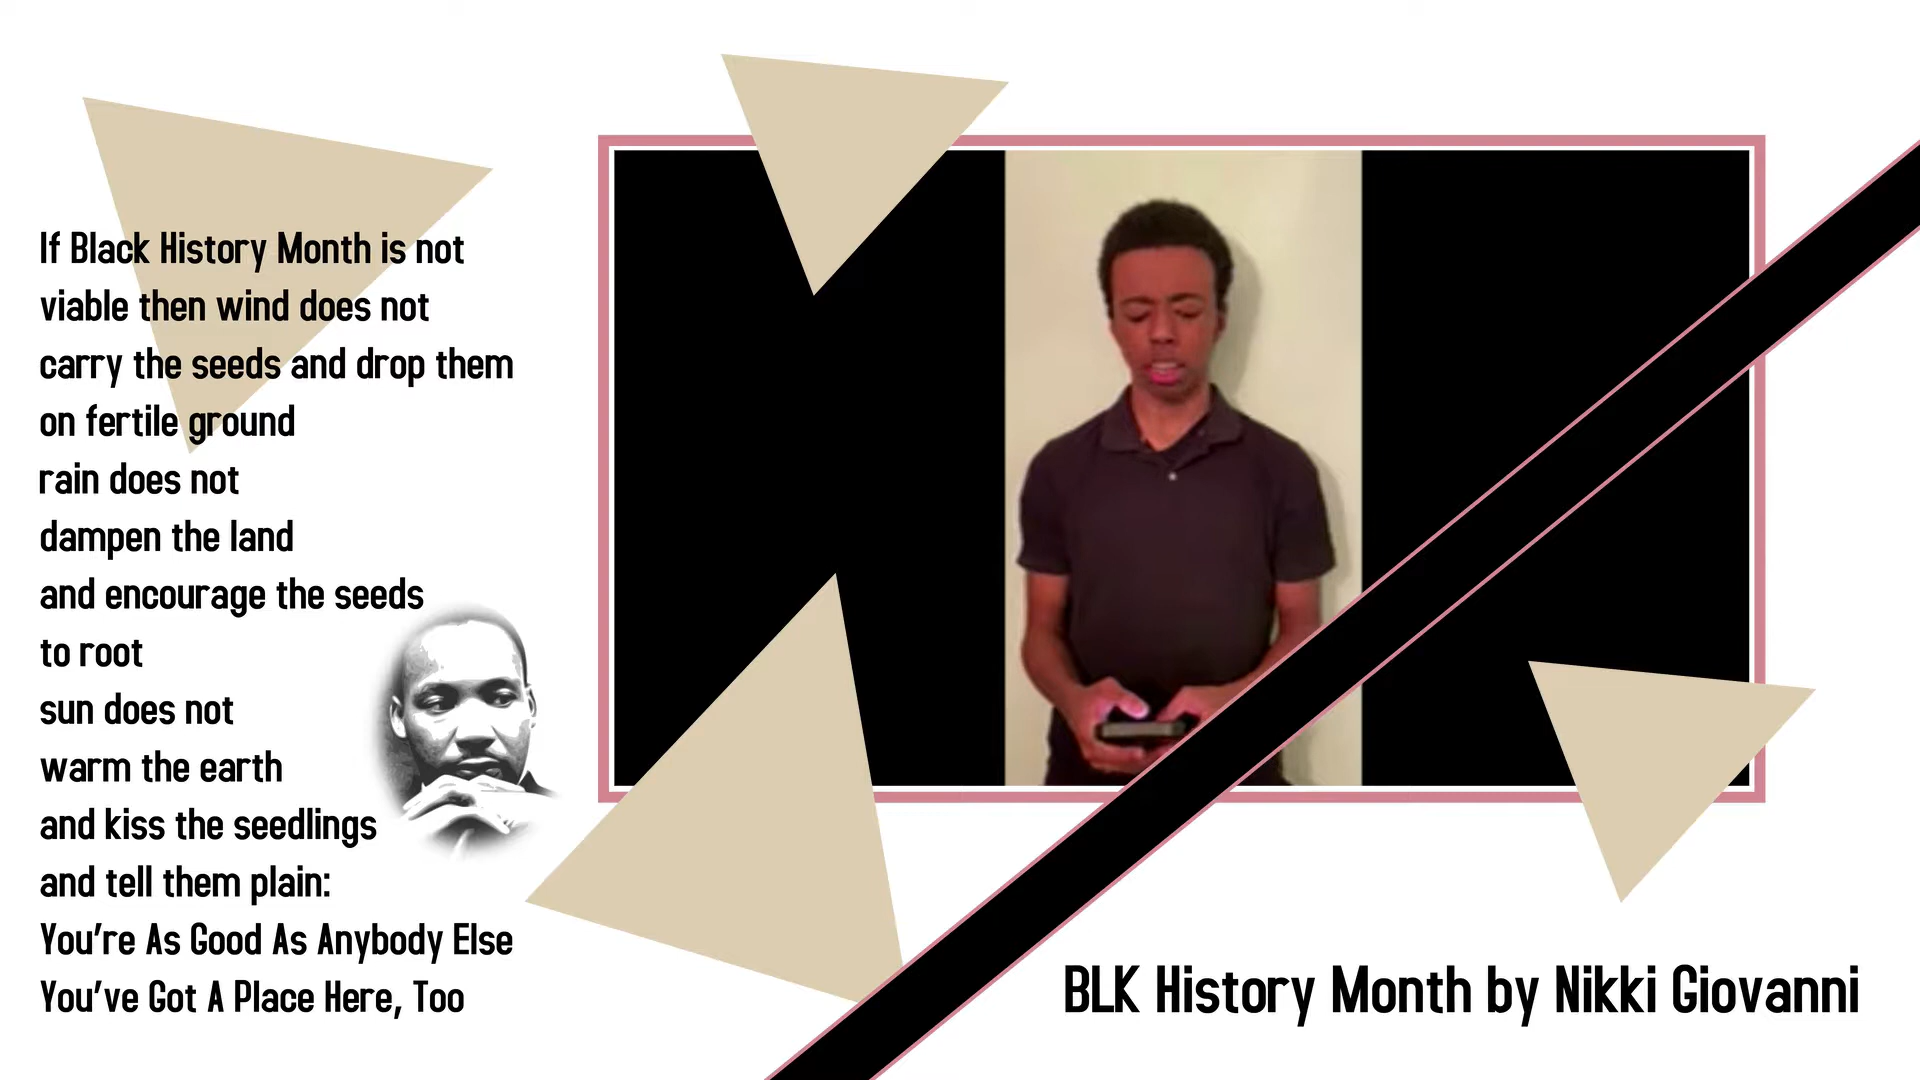 If Black History Month is not
viable then wind does not
carry the seeds and drop them
on fertile ground
rain does not
dampen the land
and encourage the seeds
to root
sun does not
warm the earth
and kiss the seedlings
and tell them plain:
You're As Good As Anybody Else
You've Got A Place Here, Too
BLK History Month by Nikki Giovanni